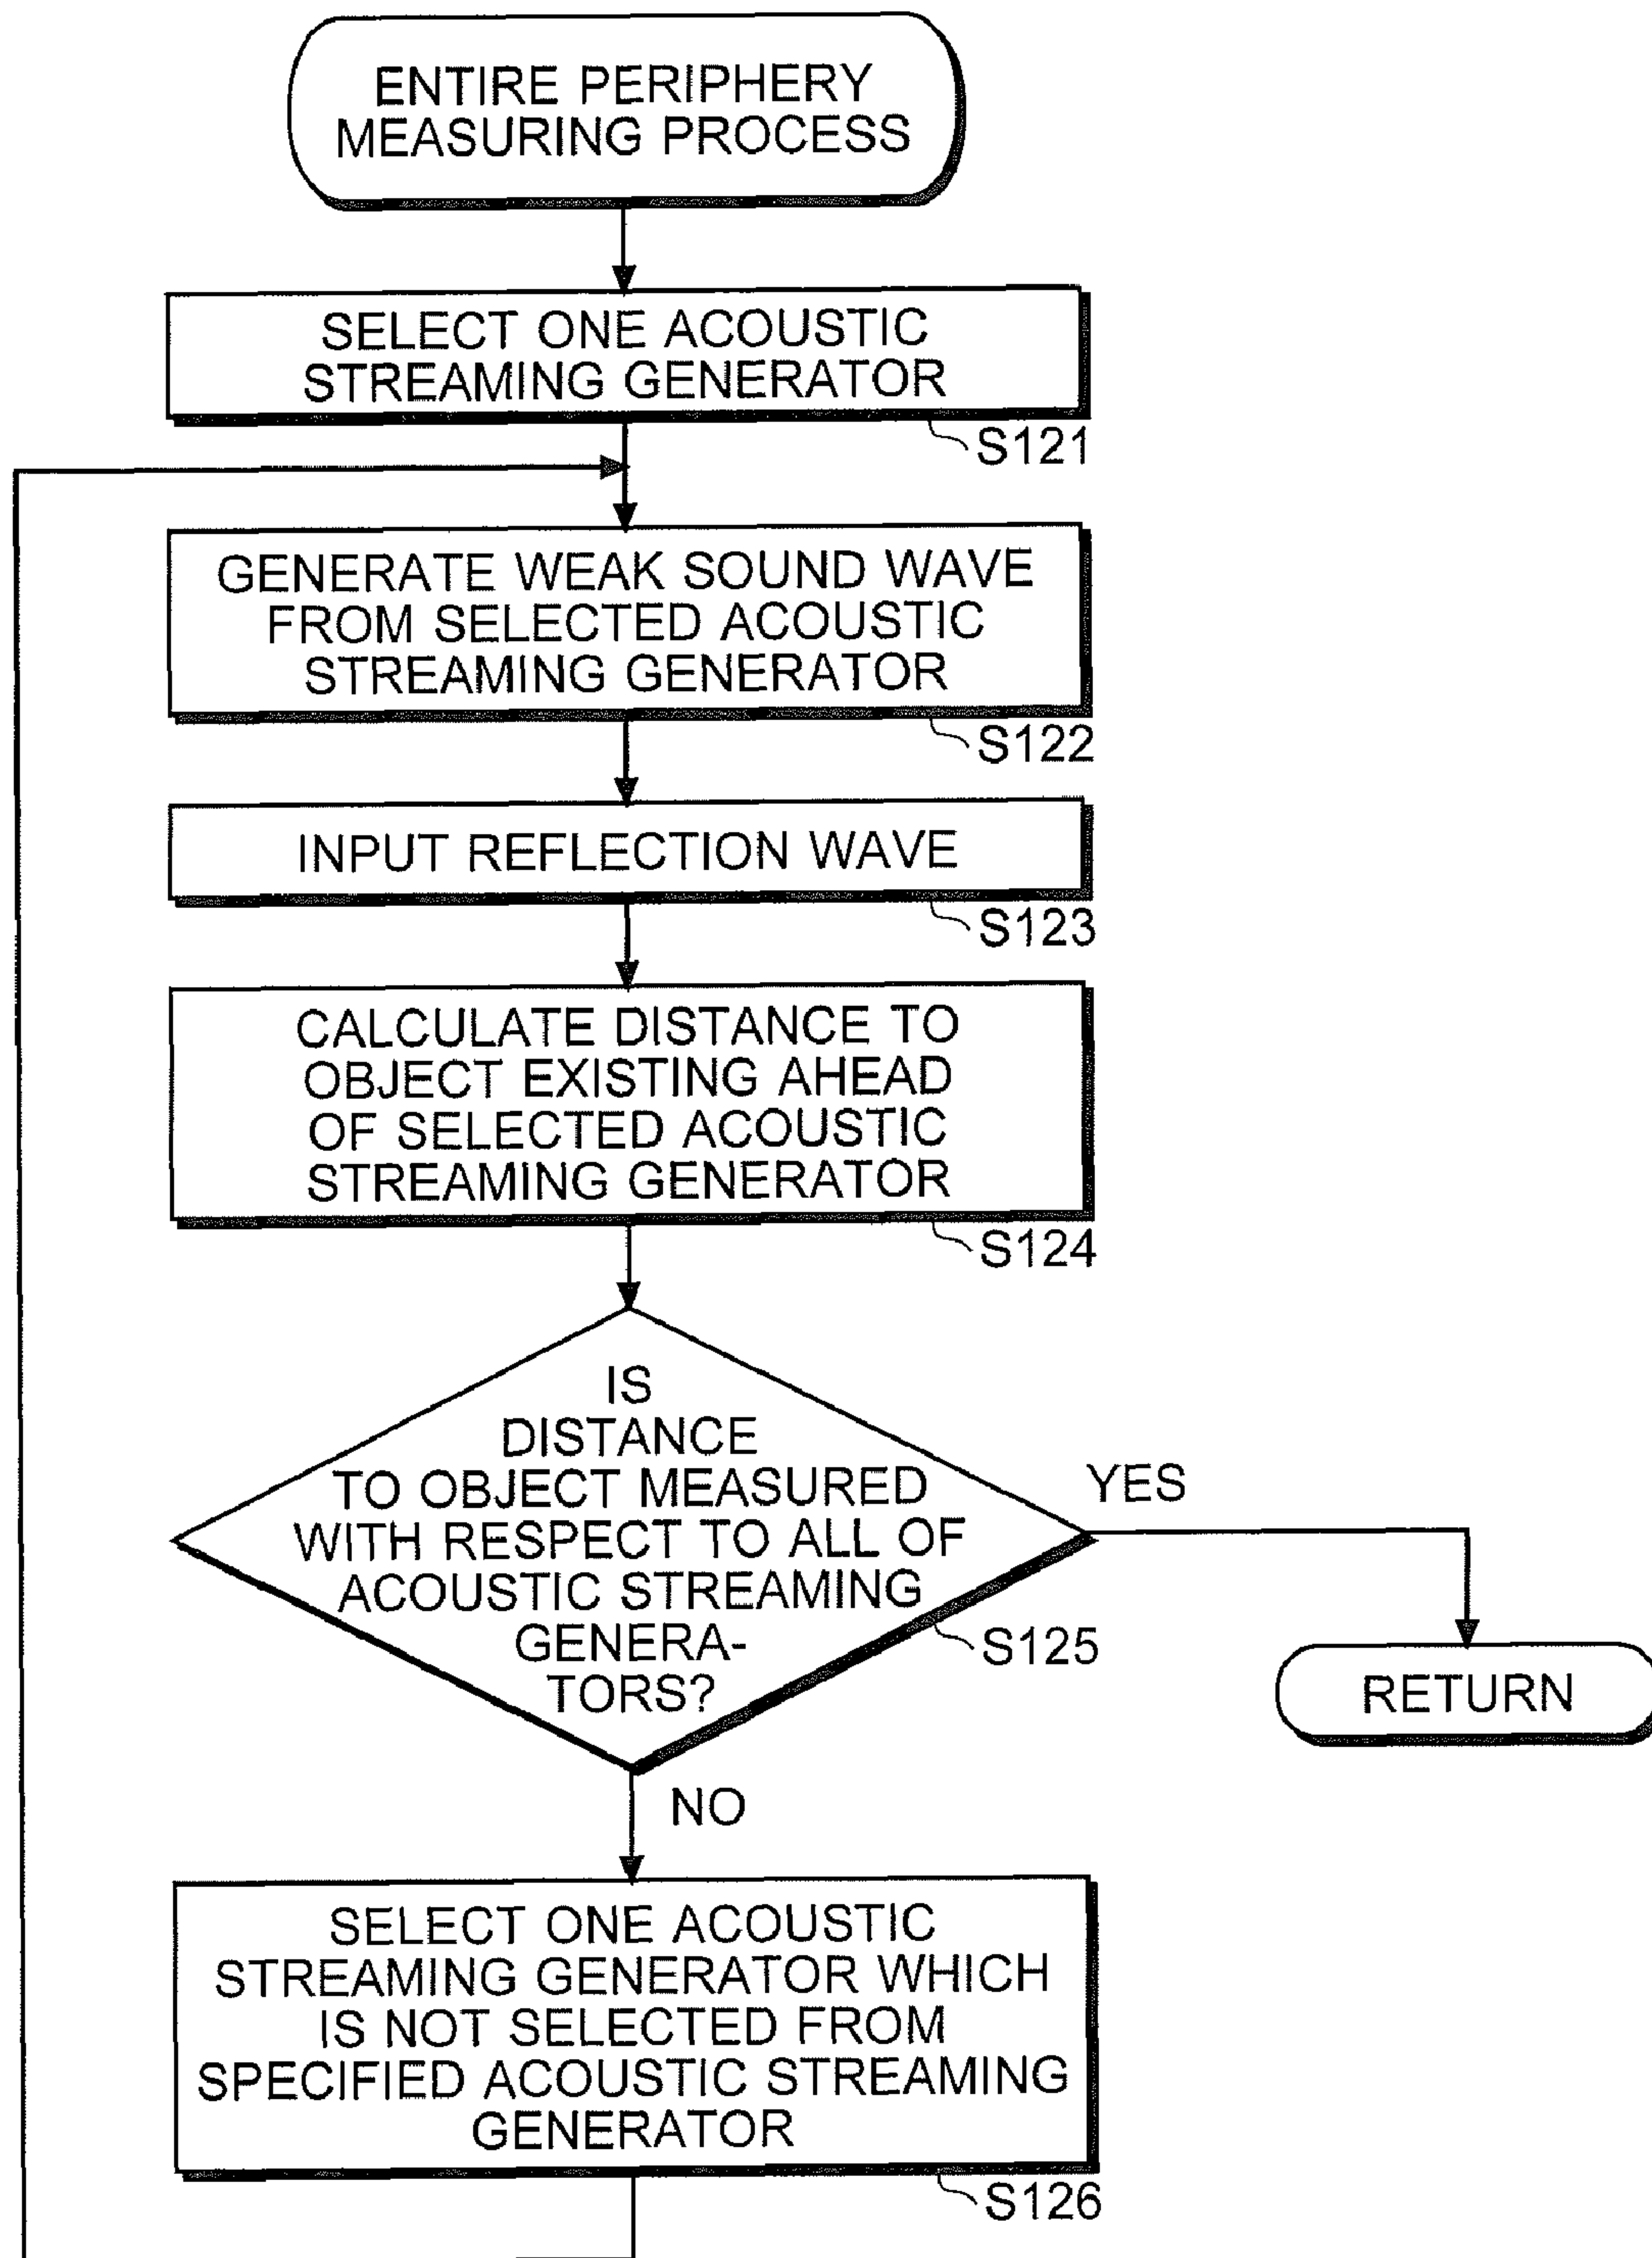 ENTIRE PERIPHERY
MEASURING PROCESS
SELECT ONE ACOUSTIC
STREAMING GENERATOR
S121
GENERATE WEAK SOUND WAVE
FROM SELECTED ACOUSTIC
STREAMING GENERATOR
S122
INPUT REFLECTION WAVE
S123
CALCULATE DISTANCE TO
OBJECT EXISTING AHEAD
OF SELECTED ACOUSTIC
STREAMING GENERATOR
S124
IS
DISTANCE
TO OBJECT MEASURED
WITH RESPECT TO ALL OF
ACOUSTIC STREAMING
GENERA-
TORS?
YES
S125
RETURN
NO
SELECT ONE ACOUSTIC
STREAMING GENERATOR WHICH
IS NOT SELECTED FROM
SPECIFIED ACOUSTIC STREAMING
GENERATOR
S126